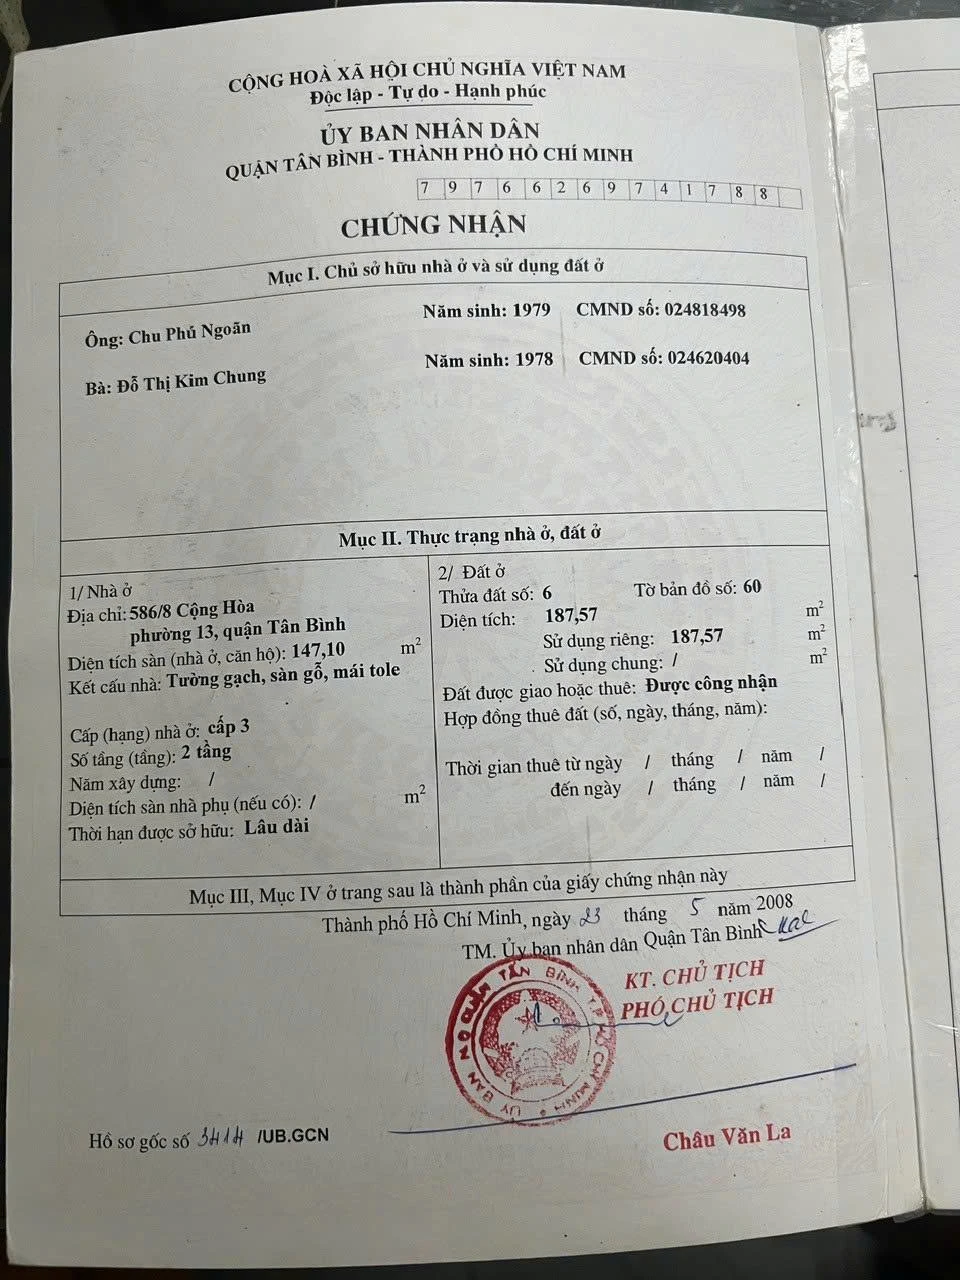 CỘNG HOÀ XÃ HỘI CHỦ NGHĨA VIỆT NAM
Độc lập - Tự do - Hạnh phúc
ỦY BAN NHÂN DÂN
QUẬN TÂN BÌNH - THÀNH PHỐ HỒ CHÍ MINH
7 9 7 6 6 2 6 9 7 4 1 7 8 8
CHỨNG NHẬN
Mục I. Chủ sở hữu nhà ở và sử dụng đất ở
Ông: Chu Phú Ngoãn Năm sinh: 1979 CMND số: 024818498
Bà: Đỗ Thị Kim Chung Năm sinh: 1978 CMND số: 024620404
Mục II. Thực trạng nhà ở, đất ở
1/ Nhà ở
Địa chỉ: 586/8 Cộng Hòa
phường 13, quận Tân Bình
Diện tích sàn (nhà ở, căn hộ): 147,10 m²
Kết cấu nhà: Tường gạch, sàn gỗ, mái tole
Cấp (hạng) nhà ở: cấp 3
Số tầng (tầng): 2 tầng
Năm xây dựng: /
Diện tích sàn nhà phụ (nếu có): / m²
Thời hạn được sở hữu: Lâu dài
2/ Đất ở
Thửa đất số: 6 Tờ bản đồ số: 60
Diện tích: 187,57 m²
Sử dụng riêng: 187,57 m²
Sử dụng chung: / m²
Đất được giao hoặc thuê: Được công nhận
Hợp đồng thuê đất (số, ngày, tháng, năm):
Thời gian thuê từ ngày / tháng / năm /
đến ngày / tháng / năm /
Mục III, Mục IV ở trang sau là thành phần của giấy chứng nhận này
Thành phố Hồ Chí Minh, ngày 23 tháng 5 năm 2008
TM. Ủy ban nhân dân Quận Tân Bình
KT. CHỦ TỊCH
PHÓ CHỦ TỊCH
ỦY BAN N D QUẬN TÂN BÌNH T.P HỒ CHÍ MINH
Hồ sơ gốc số 3414 /UB.GCN
Châu Văn La